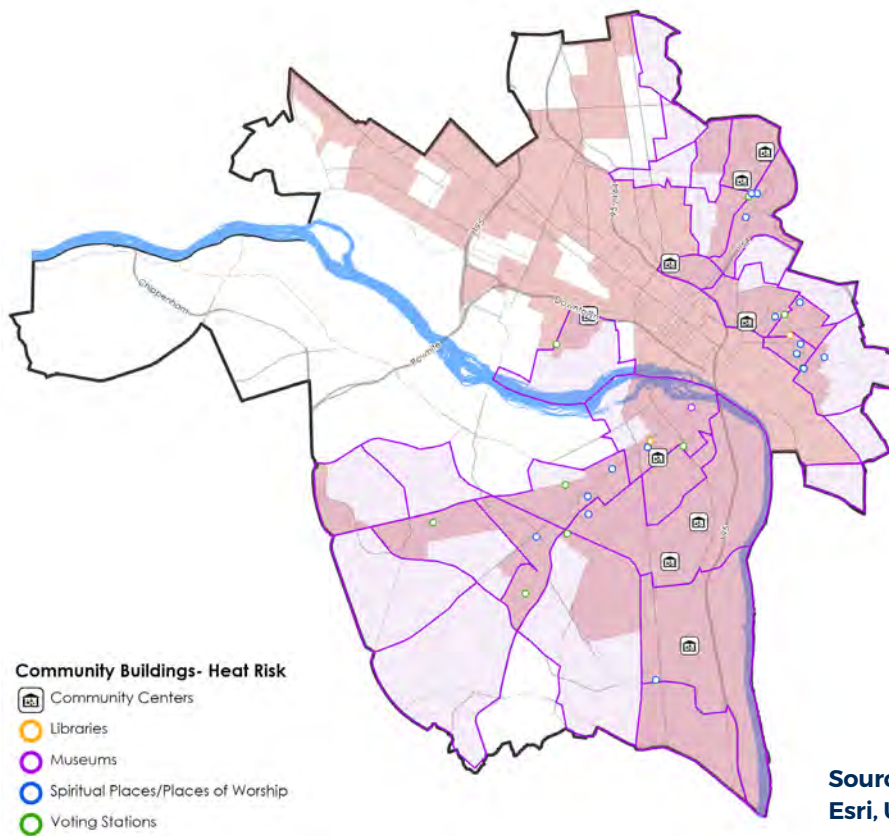 Chippenham
Powhite
I-95
Downtown
Community Buildings- Heat Risk
Community Centers
Libraries
Museums
Spiritual Places/Places of Worship
Voting Stations
Sourc
Esri, U